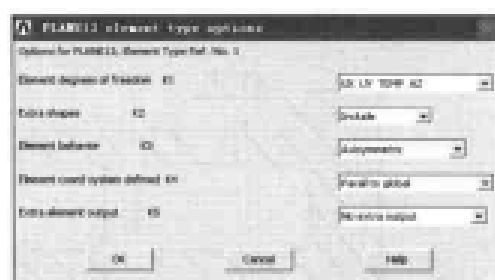 PLANE13 element type options
Options for PLANE13, Element Type Ref. No. 1
Element degrees of freedom K1
UX UY TEMP AZ
Extra shapes K2
Include
Element behavior K3
Axisymmetric
Element coord system defined K4
Parall to global
Extra element output K5
No extra output
OK
Cancel
Help